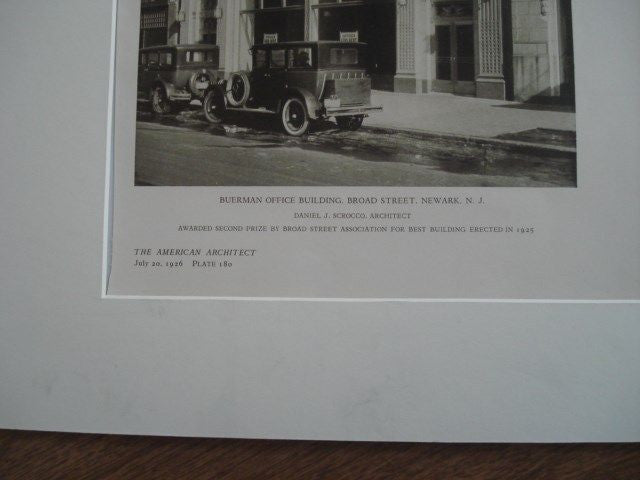 BUERMAN OFFICE BUILDING, BROAD STREET, NEWARK, N. J.
DANIEL J. SCROCCO, ARCHITECT
AWARDED SECOND PRIZE BY BROAD STREET ASSOCIATION FOR BEST BUILDING ERECTED IN 1925
THE AMERICAN ARCHITECT
July 20, 1926 PLATE 180